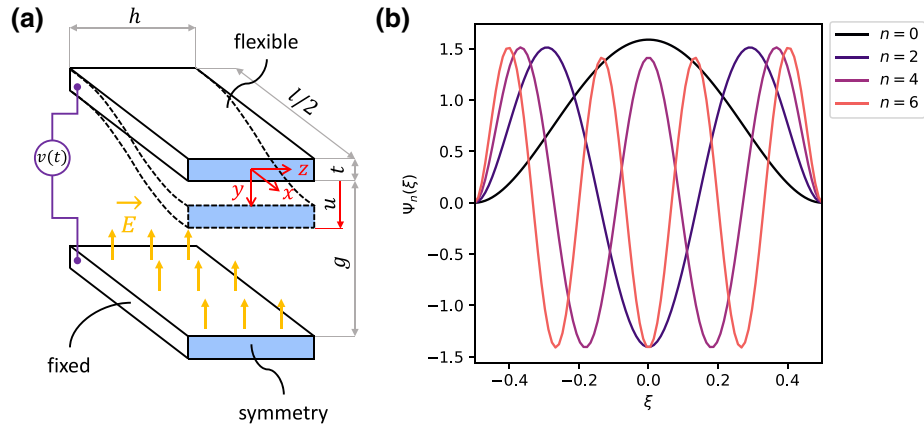 (a)
h
flexible
l/2
v(t)
z
t
y
x
u
E
g
fixed
symmetry
(b)
1.5
1.0
0.5
0.0
−0.5
−1.0
−1.5
Ψn(ξ)
−0.4
−0.2
0.0
0.2
0.4
ξ
n = 0
n = 2
n = 4
n = 6